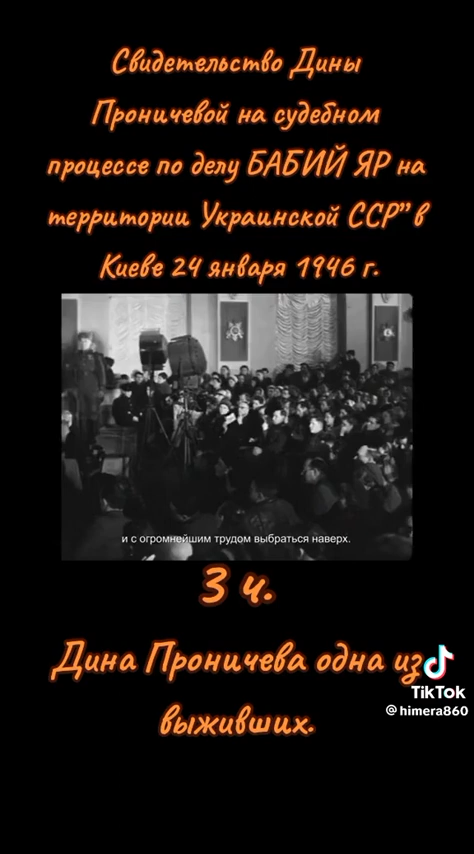 Свидетельство Дины
Проничевой на судебном
процессе по делу БАБИЙ ЯР на
территории Украинской ССР” в
Киеве 24 января 1946 г.
и с огромнейшим трудом выбраться наверх.
3 ч.
Дина Проничева одна из
выживших.
TikTok
@himera860